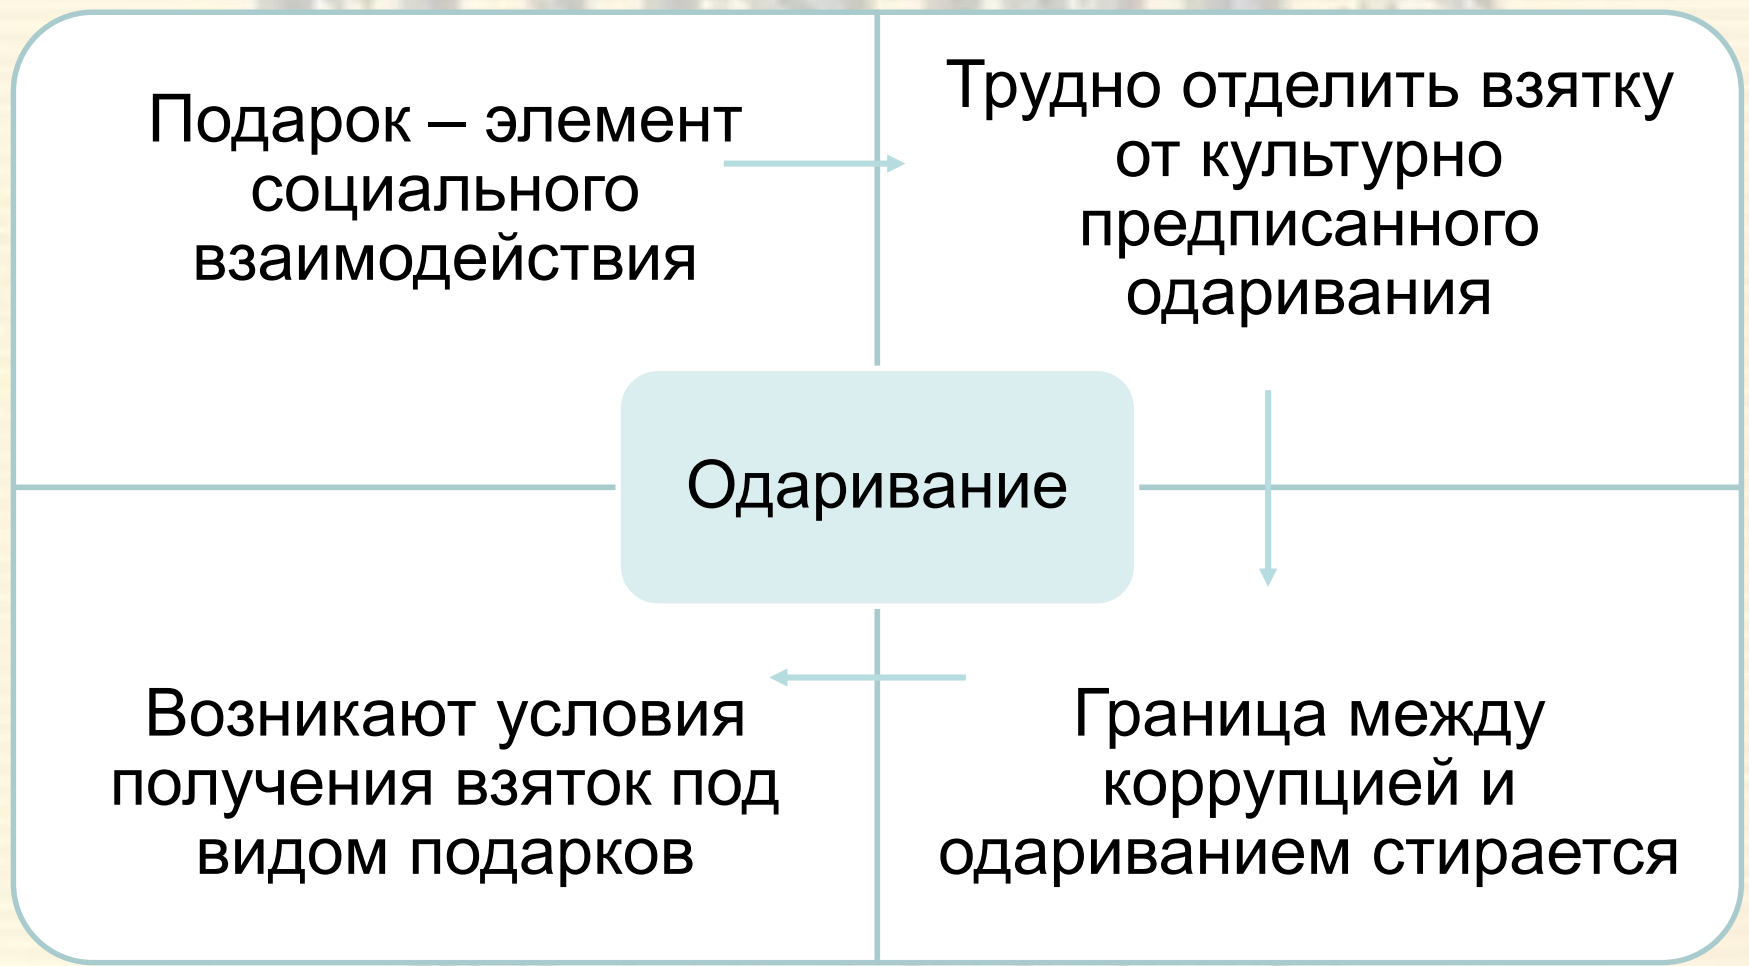 Подарок – элемент
социального
взаимодействия
Трудно отделить взятку
от культурно
предписанного
одаривания
Одаривание
Возникают условия
получения взяток под
видом подарков
Граница между
коррупцией и
одариванием стирается